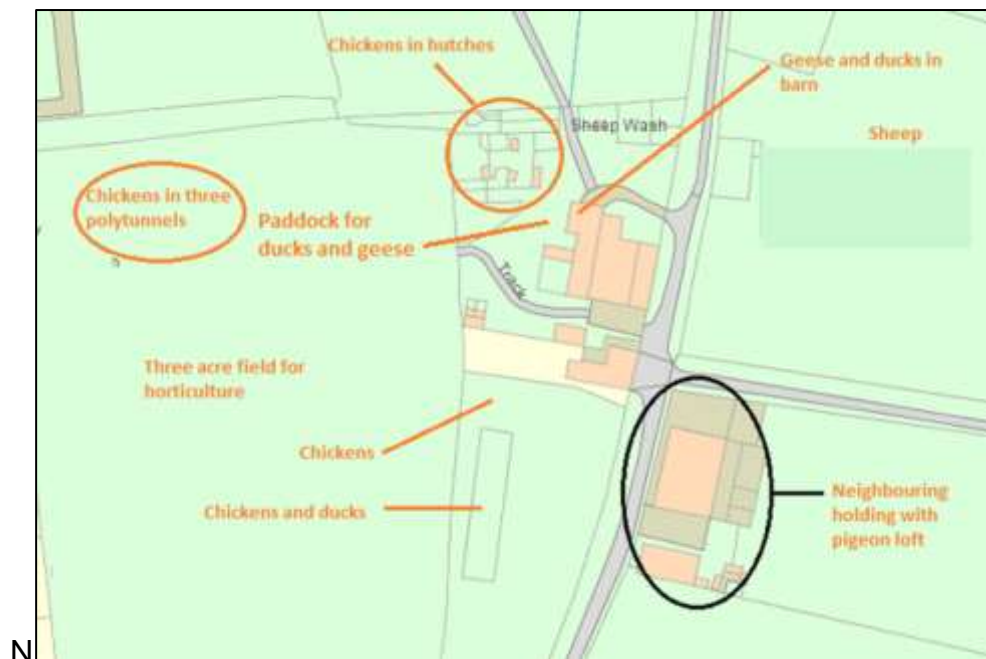 Chickens in hutches
Geese and ducks in
barn
Sheep Wash
Sheep
Chickens in three
polytunnels
Paddock for
ducks and geese
Track
Three acre field for
horticulture
Chickens
Chickens and ducks
Neighbouring
holding with
pigeon loft
N